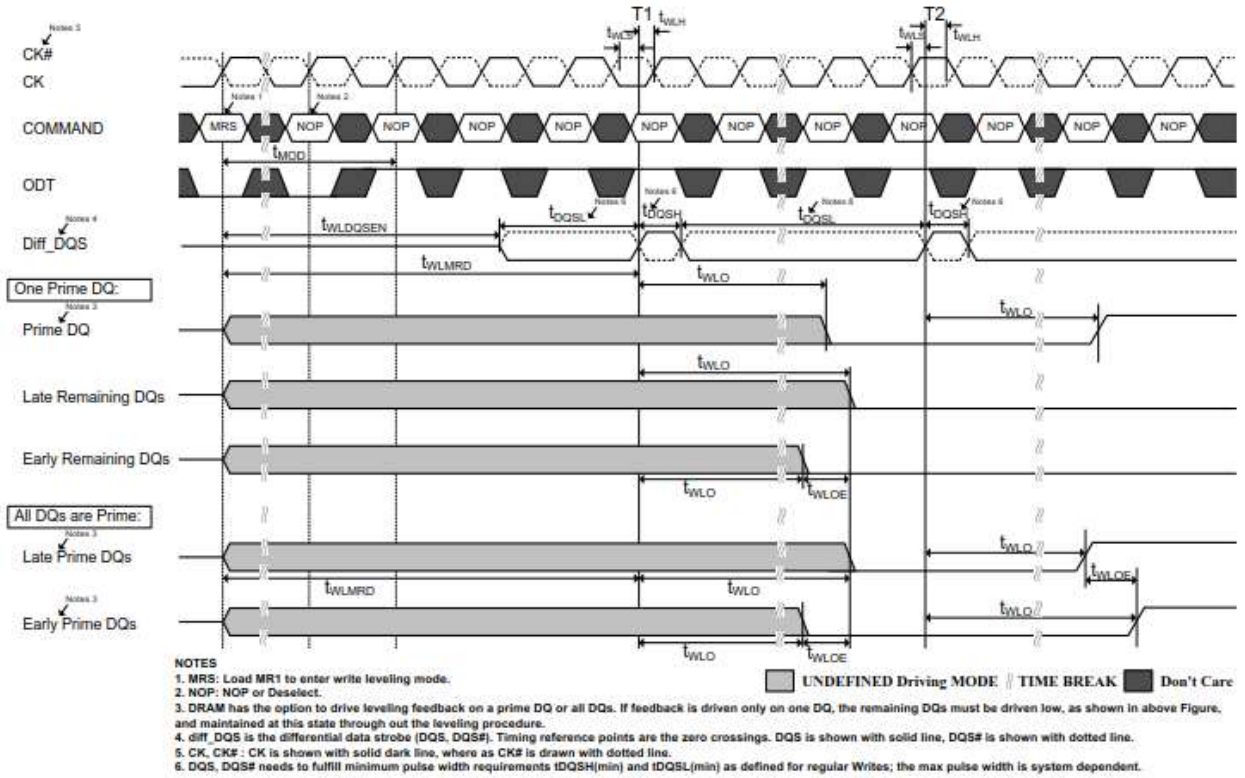 T1 T2
tWLS tWLH tWLS tWLH
Notes 5
CK#
CK
Notes 1 Notes 2
COMMAND MRS NOP NOP NOP NOP NOP NOP NOP NOP NOP NOP NOP
tMOD
ODT
Notes 6 Notes 6 Notes 6 Notes 6
tDQSL tDQSH tDQSL tDQSH
Notes 4
tWLDQSEN
Diff_DQS
tWLMRD
tWLO
One Prime DQ:
Notes 3
tWLO
Prime DQ
tWLO
Late Remaining DQs
Early Remaining DQs
tWLO tWLOE
All DQs are Prime:
Notes 3
tWLO
Late Prime DQs
tWLOE
tWLMRD tWLO
Notes 3
tWLO
Early Prime DQs
tWLO tWLOE
NOTES
1. MRS: Load MR1 to enter write leveling mode.
UNDEFINED Driving MODE TIME BREAK Don't Care
2. NOP: NOP or Deselect.
3. DRAM has the option to drive leveling feedback on a prime DQ or all DQs. If feedback is driven only on one DQ, the remaining DQs must be driven low, as shown in above Figure,
and maintained at this state through out the leveling procedure.
4. diff_DQS is the differential data strobe (DQS, DQS#). Timing reference points are the zero crossings. DQS is shown with solid line, DQS# is shown with dotted line.
5. CK, CK# : CK is shown with solid dark line, where as CK# is drawn with dotted line.
6. DQS, DQS# needs to fulfill minimum pulse width requirements tDQSH(min) and tDQSL(min) as defined for regular Writes; the max pulse width is system dependent.